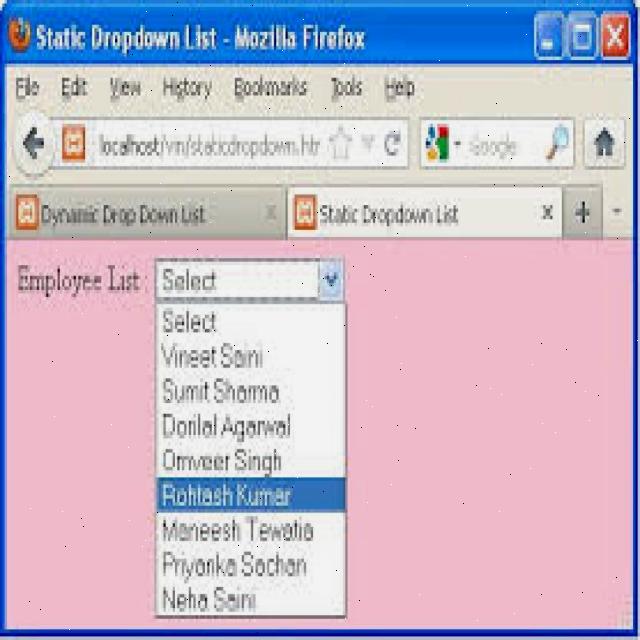 Static Dropdown List - Mozilla Firefox
File Edit View History Bookmarks Tools Help
localhost/vm/staticdropdown.htr Google
Dynamic Drop Down List x Static Dropdown List x +
Employee List : Select
Select
Vineet Saini
Sumit Sharma
Dorilal Agarwal
Omveer Singh
Rohtash Kumar
Maneesh Tewatia
Priyanka Sachan
Neha Saini